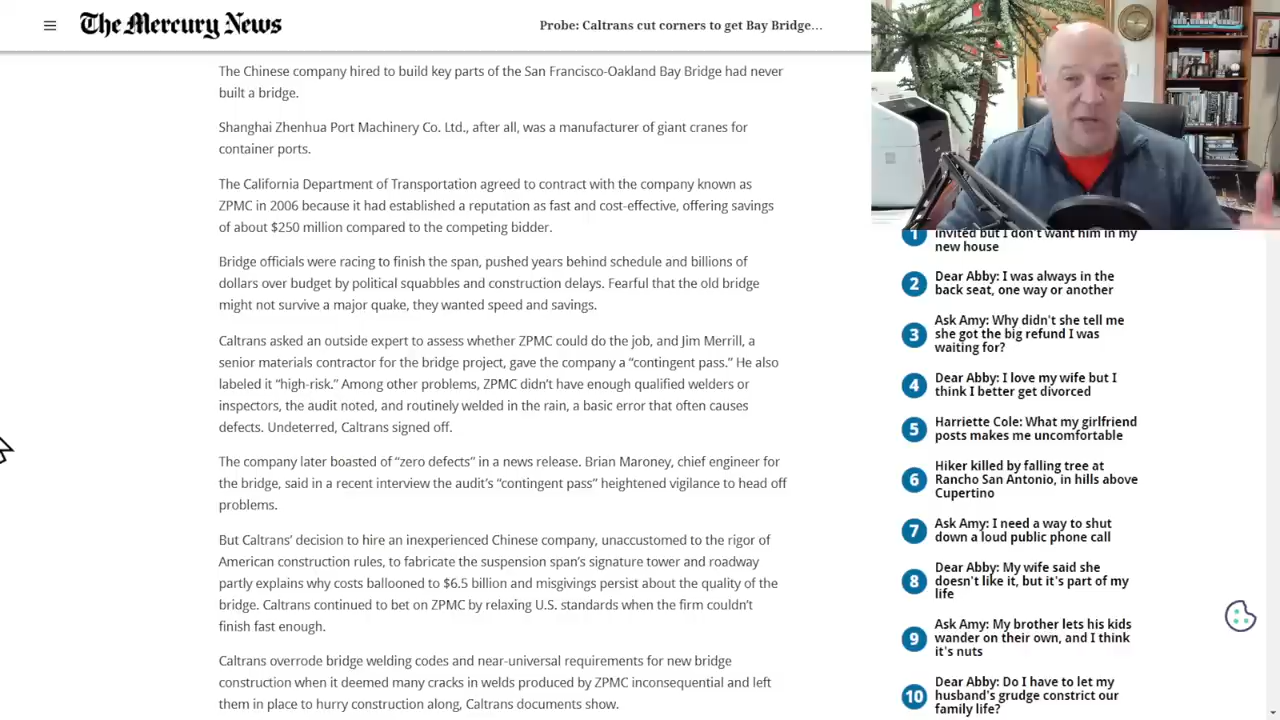 The Mercury News
Probe: Caltrans cut corners to get Bay Bridge...
The Chinese company hired to build key parts of the San Francisco-Oakland Bay Bridge had never
built a bridge.
Shanghai Zhenhua Port Machinery Co. Ltd., after all, was a manufacturer of giant cranes for
container ports.
The California Department of Transportation agreed to contract with the company known as
ZPMC in 2006 because it had established a reputation as fast and cost-effective, offering savings
of about $250 million compared to the competing bidder.
Bridge officials were racing to finish the span, pushed years behind schedule and billions of
dollars over budget by political squabbles and construction delays. Fearful that the old bridge
might not survive a major quake, they wanted speed and savings.
Caltrans asked an outside expert to assess whether ZPMC could do the job, and Jim Merrill, a
senior materials contractor for the bridge project, gave the company a “contingent pass.” He also
labeled it “high-risk.” Among other problems, ZPMC didn’t have enough qualified welders or
inspectors, the audit noted, and routinely welded in the rain, a basic error that often causes
defects. Undeterred, Caltrans signed off.
The company later boasted of “zero defects” in a news release. Brian Maroney, chief engineer for
the bridge, said in a recent interview the audit’s “contingent pass” heightened vigilance to head off
problems.
But Caltrans’ decision to hire an inexperienced Chinese company, unaccustomed to the rigor of
American construction rules, to fabricate the suspension span’s signature tower and roadway
partly explains why costs ballooned to $6.5 billion and misgivings persist about the quality of the
bridge. Caltrans continued to bet on ZPMC by relaxing U.S. standards when the firm couldn’t
finish fast enough.
Caltrans overrode bridge welding codes and near-universal requirements for new bridge
construction when it deemed many cracks in welds produced by ZPMC inconsequential and left
them in place to hurry construction along, Caltrans documents show.
1 invited but I don't want him in my
new house
2 Dear Abby: I was always in the
back seat, one way or another
3 Ask Amy: Why didn't she tell me
she got the big refund I was
waiting for?
4 Dear Abby: I love my wife but I
think I better get divorced
5 Harriette Cole: What my girlfriend
posts makes me uncomfortable
6 Hiker killed by falling tree at
Rancho San Antonio, in hills above
Cupertino
7 Ask Amy: I need a way to shut
down a loud public phone call
8 Dear Abby: My wife said she
doesn't like it, but it's part of my
life
9 Ask Amy: My brother lets his kids
wander on their own, and I think
it's nuts
10 Dear Abby: Do I have to let my
husband's grudge constrict our
family life?